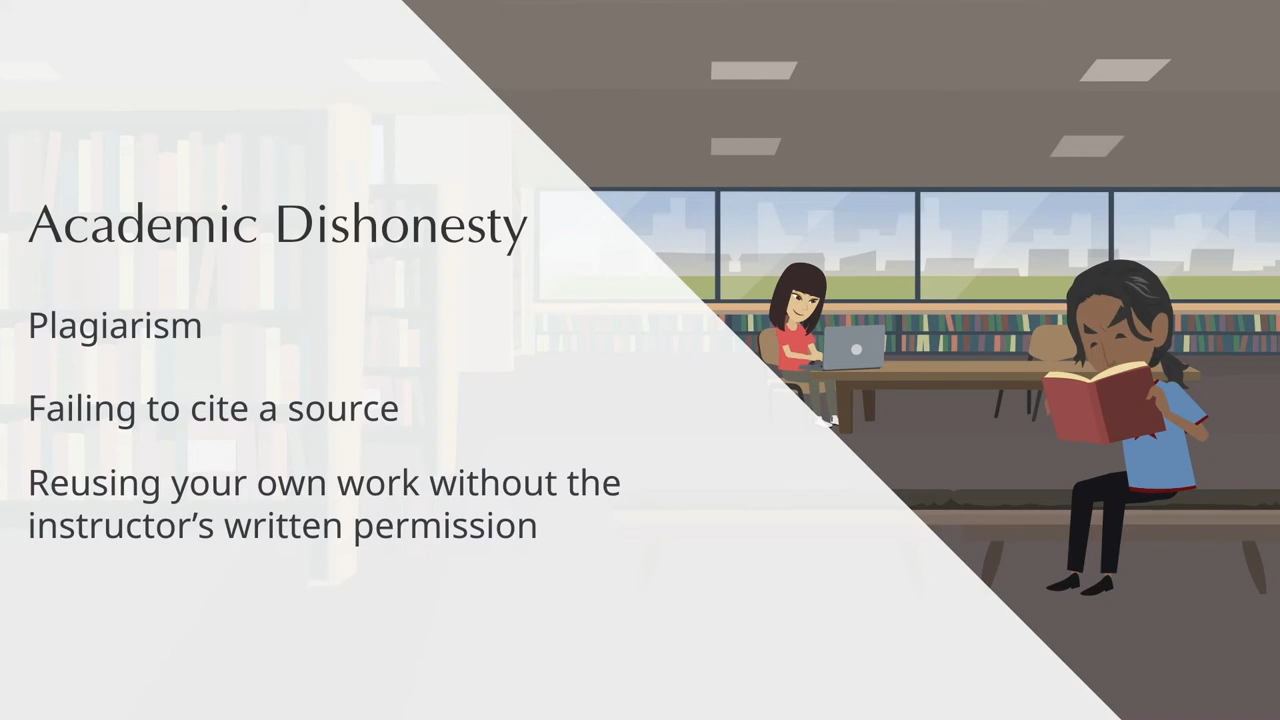 Academic Dishonesty
Plagiarism
Failing to cite a source
Reusing your own work without the
instructor’s written permission